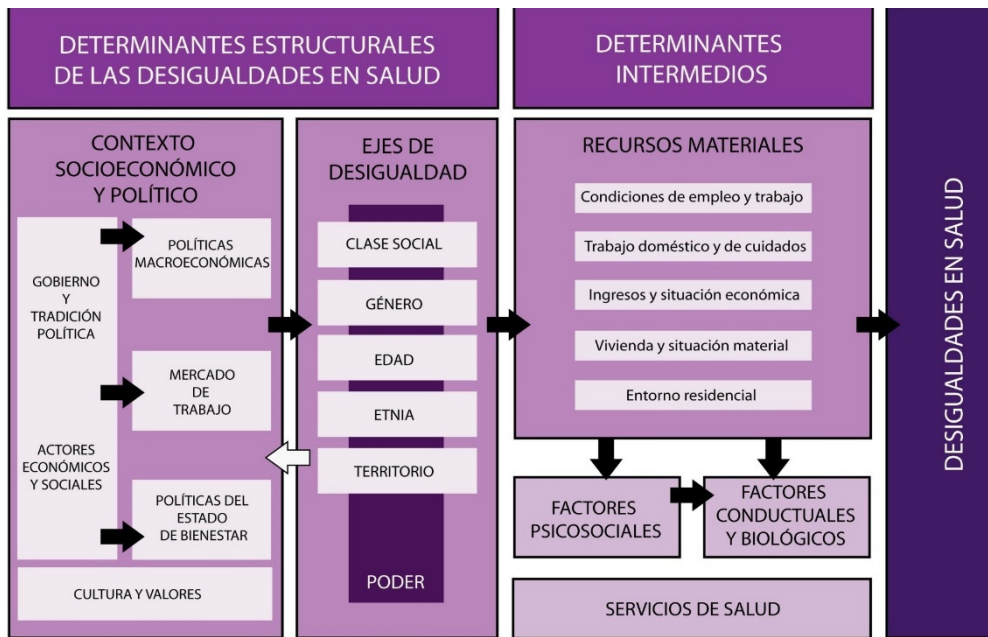 DETERMINANTES ESTRUCTURALES
DE LAS DESIGUALDADES EN SALUD
DETERMINANTES
INTERMEDIOS
CONTEXTO
SOCIOECONÓMICO
Y POLÍTICO
GOBIERNO
Y
TRADICIÓN
POLÍTICA
ACTORES
ECONÓMICOS
Y SOCIALES
POLÍTICAS
MACROECONÓMICAS
MERCADO
DE
TRABAJO
POLÍTICAS DEL
ESTADO
DE BIENESTAR
CULTURA Y VALORES
EJES DE
DESIGUALDAD
CLASE SOCIAL
GÉNERO
EDAD
ETNIA
TERRITORIO
PODER
RECURSOS MATERIALES
Condiciones de empleo y trabajo
Trabajo doméstico y de cuidados
Ingresos y situación económica
Vivienda y situación material
Entorno residencial
FACTORES
PSICOSOCIALES
FACTORES
CONDUCTUALES
Y BIOLÓGICOS
SERVICIOS DE SALUD
DESIGUALDADES EN SALUD